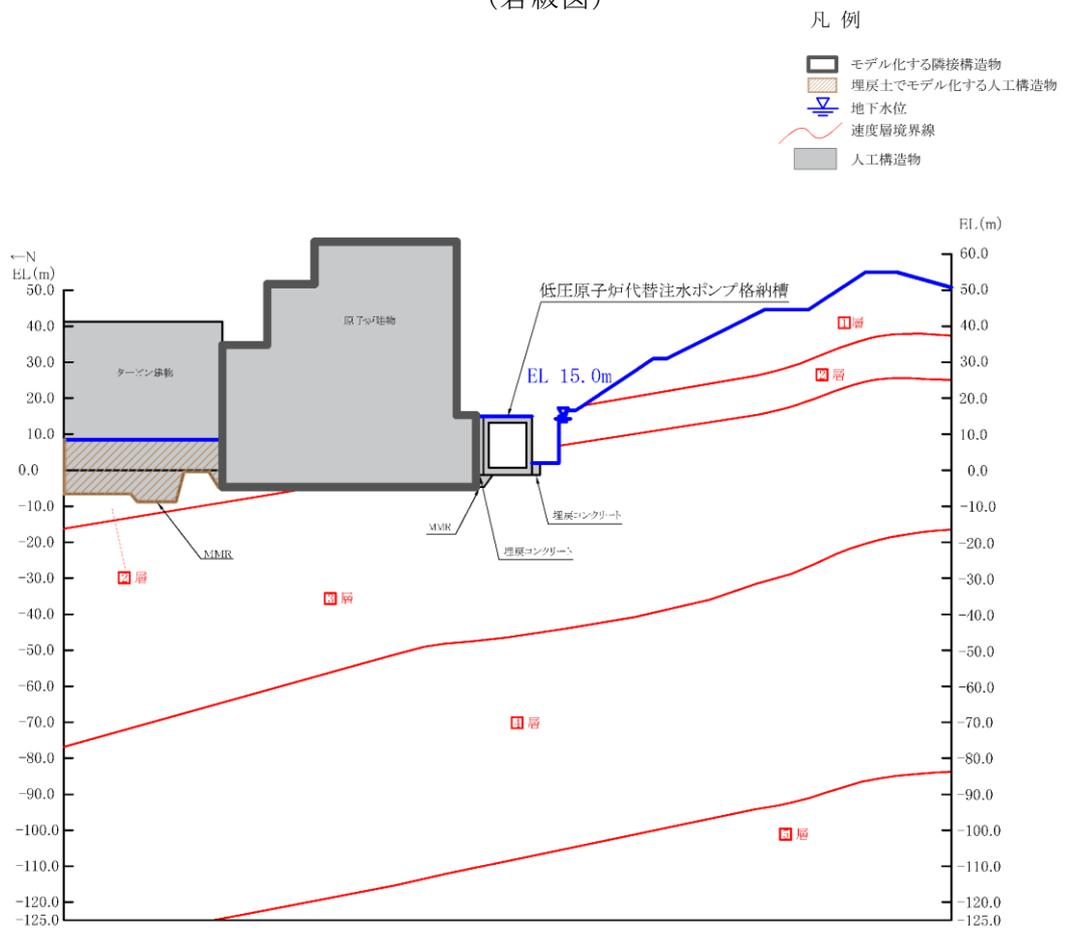 凡 例
モデル化する隣接構造物
埋戻土でモデル化する人工構造物
地下水位
速度層境界線
人工構造物
←N
EL(m)
50.0
40.0
30.0
20.0
10.0
0.0
-10.0
-20.0
-30.0
-40.0
-50.0
-60.0
-70.0
-80.0
-90.0
-100.0
-110.0
-120.0
-125.0
EL(m)
60.0
50.0
40.0
30.0
20.0
10.0
0.0
-10.0
-20.0
-30.0
-40.0
-50.0
-60.0
-70.0
-80.0
-90.0
-100.0
-110.0
-120.0
-125.0
タービン建物
原子炉建物
低圧原子炉代替注水ポンプ格納槽
EL 15.0m
1層
2層
MMR
埋戻コンクリート
埋戻コンクリート
MMR
2層
3層
4層
5層